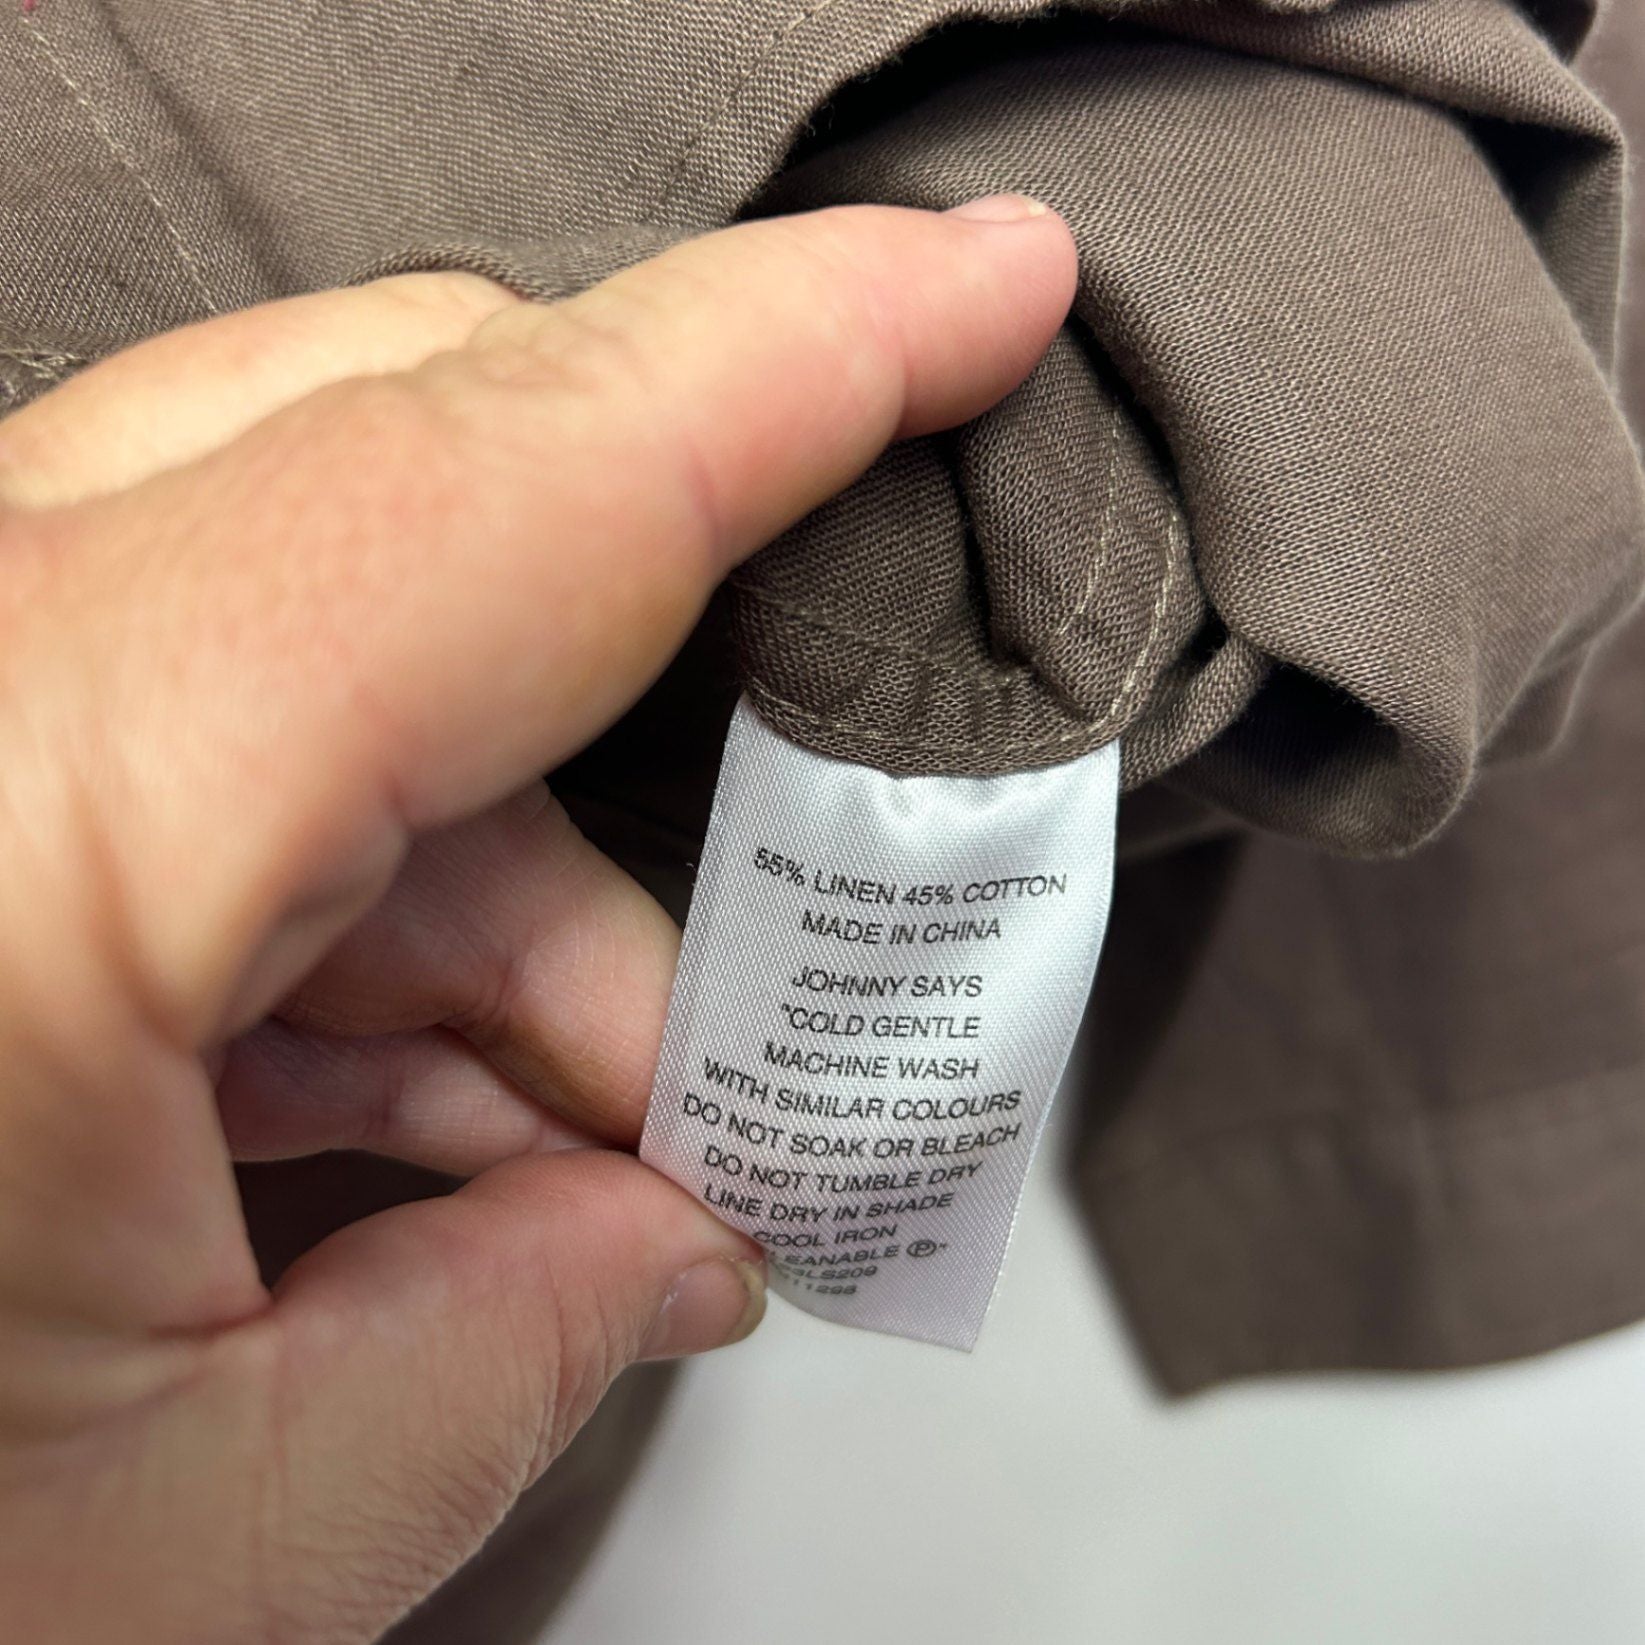 55% LINEN 45% COTTON
MADE IN CHINA
JOHNNY SAYS
"COLD GENTLE
MACHINE WASH
WITH SIMILAR COLOURS
DO NOT SOAK OR BLEACH
DO NOT TUMBLE DRY
LINE DRY IN SHADE
COOL IRON
Ⓟ"